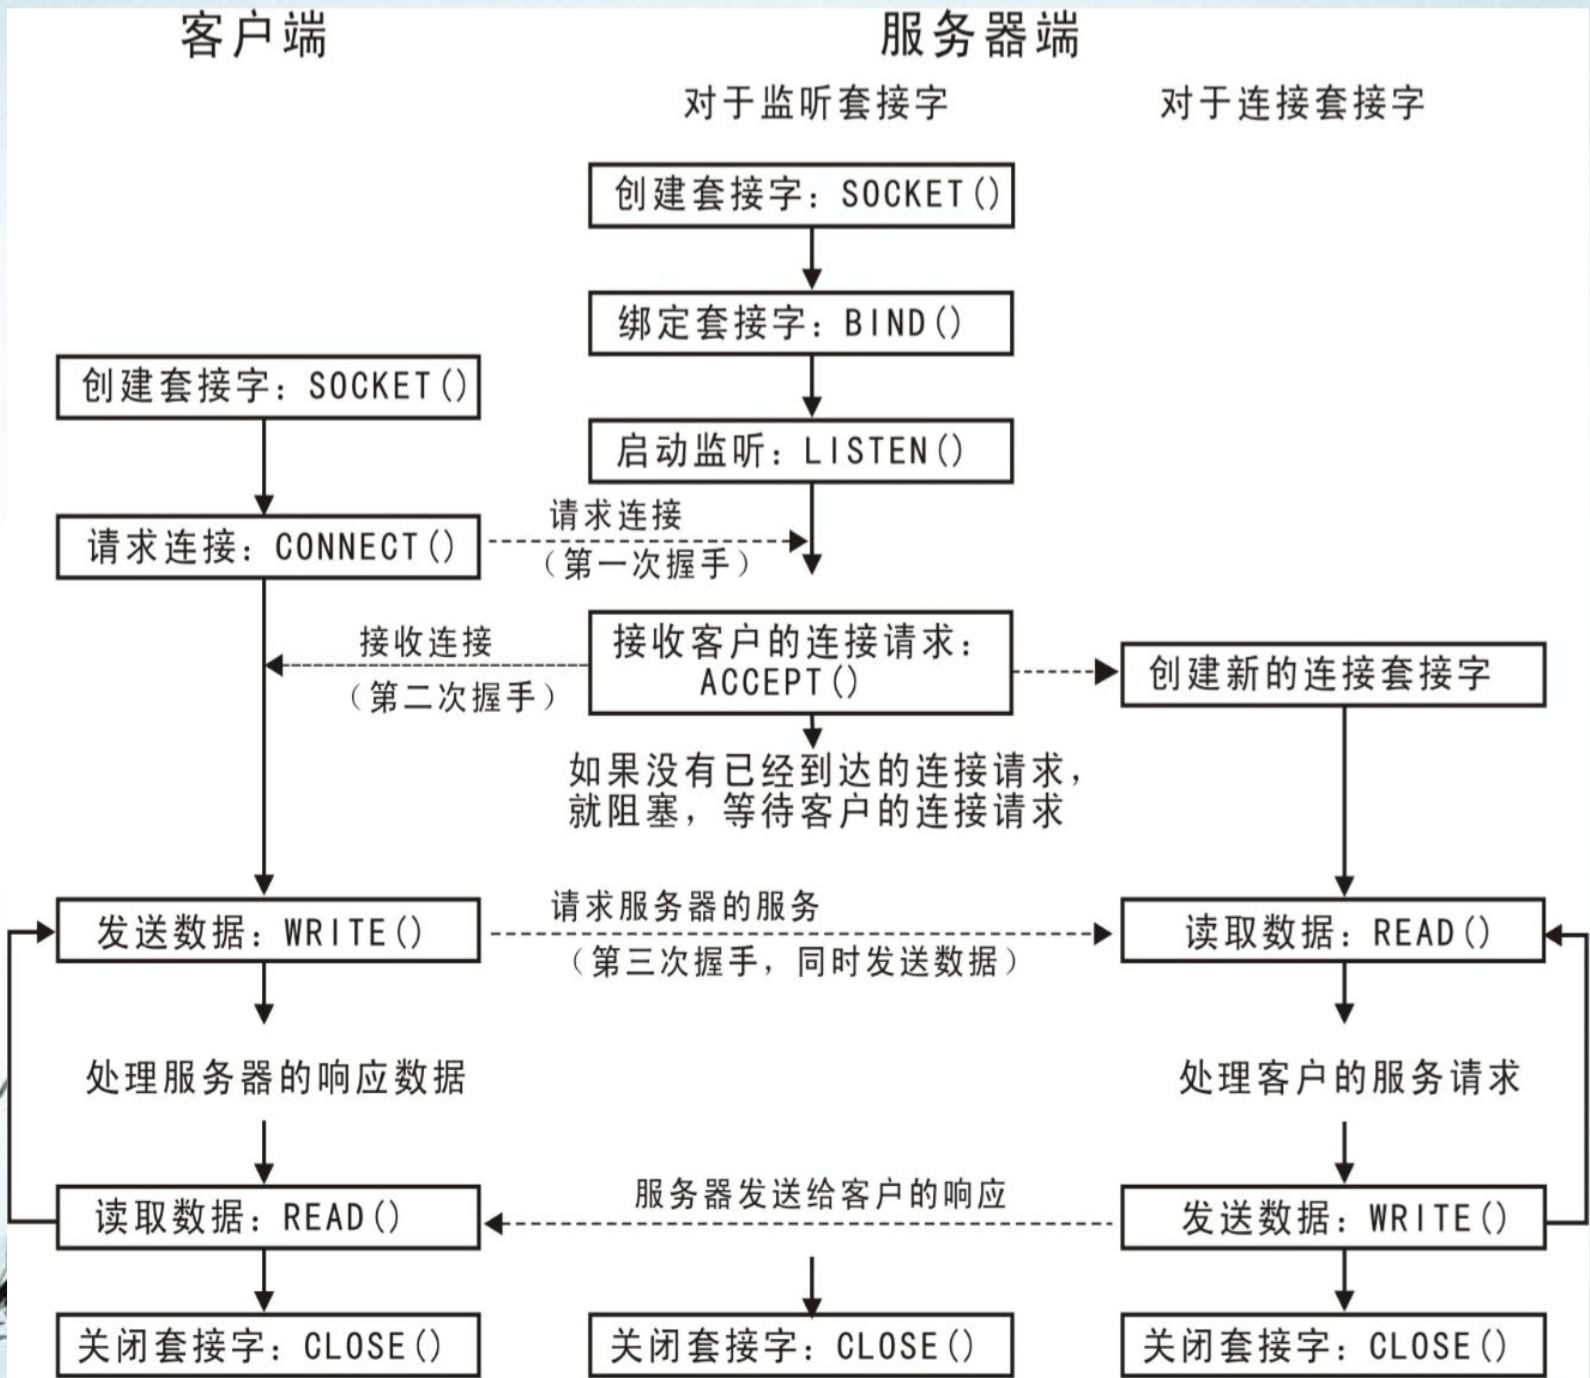 客户端
服务器端
对于监听套接字
对于连接套接字
创建套接字：SOCKET()
绑定套接字：BIND()
创建套接字：SOCKET()
启动监听：LISTEN()
请求连接：CONNECT()
请求连接
（第一次握手）
接收连接
（第二次握手）
接收客户的连接请求：
ACCEPT()
创建新的连接套接字
如果没有已经到达的连接请求，
就阻塞，等待客户的连接请求
发送数据：WRITE()
请求服务器的服务
（第三次握手，同时发送数据）
读取数据：READ()
处理服务器的响应数据
处理客户的服务请求
读取数据：READ()
服务器发送给客户的响应
发送数据：WRITE()
关闭套接字：CLOSE()
关闭套接字：CLOSE()
关闭套接字：CLOSE()